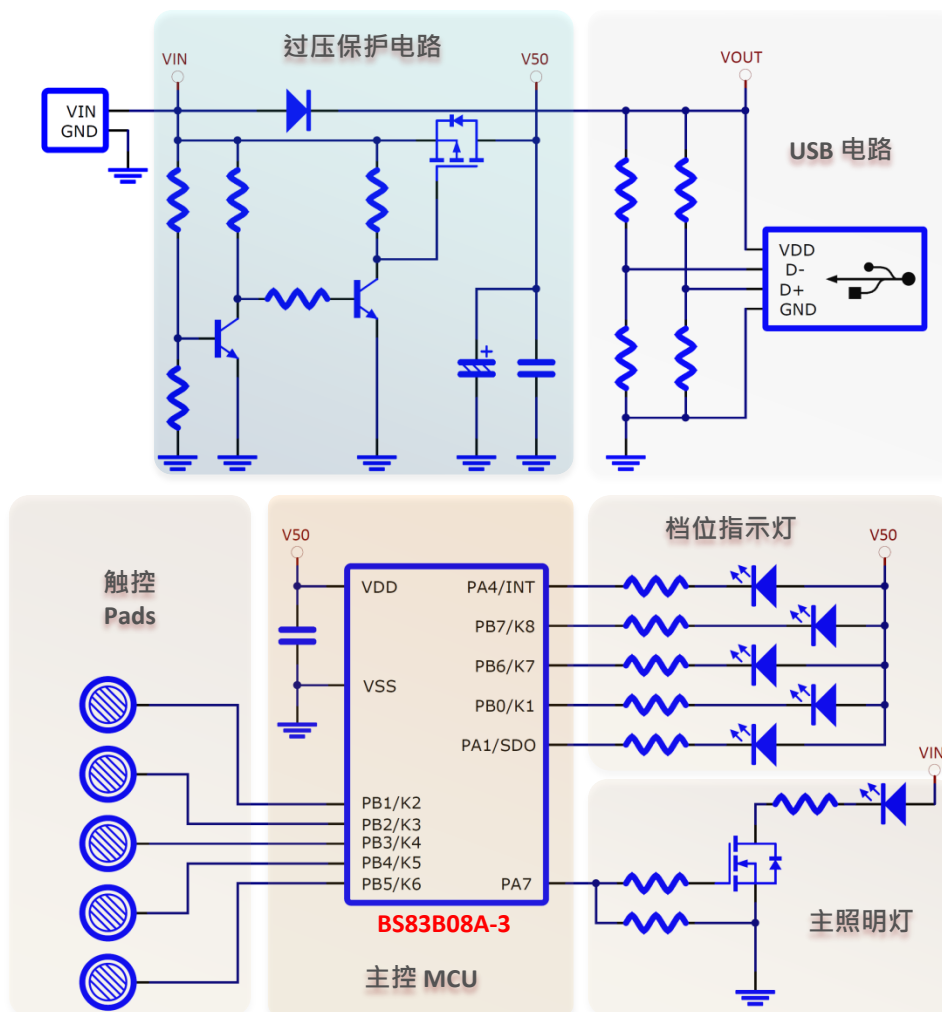 过压保护电路
VIN
V50
VOUT
VIN
GND
USB 电路
VDD
D-
D+
GND
+
触控
Pads
V50
VDD
VSS
PB1/K2
PB2/K3
PB3/K4
PB4/K5
PB5/K6
PA4/INT
PB7/K8
PB6/K7
PB0/K1
PA1/SDO
PA7
BS83B08A-3
主控 MCU
档位指示灯
V50
VIN
主照明灯